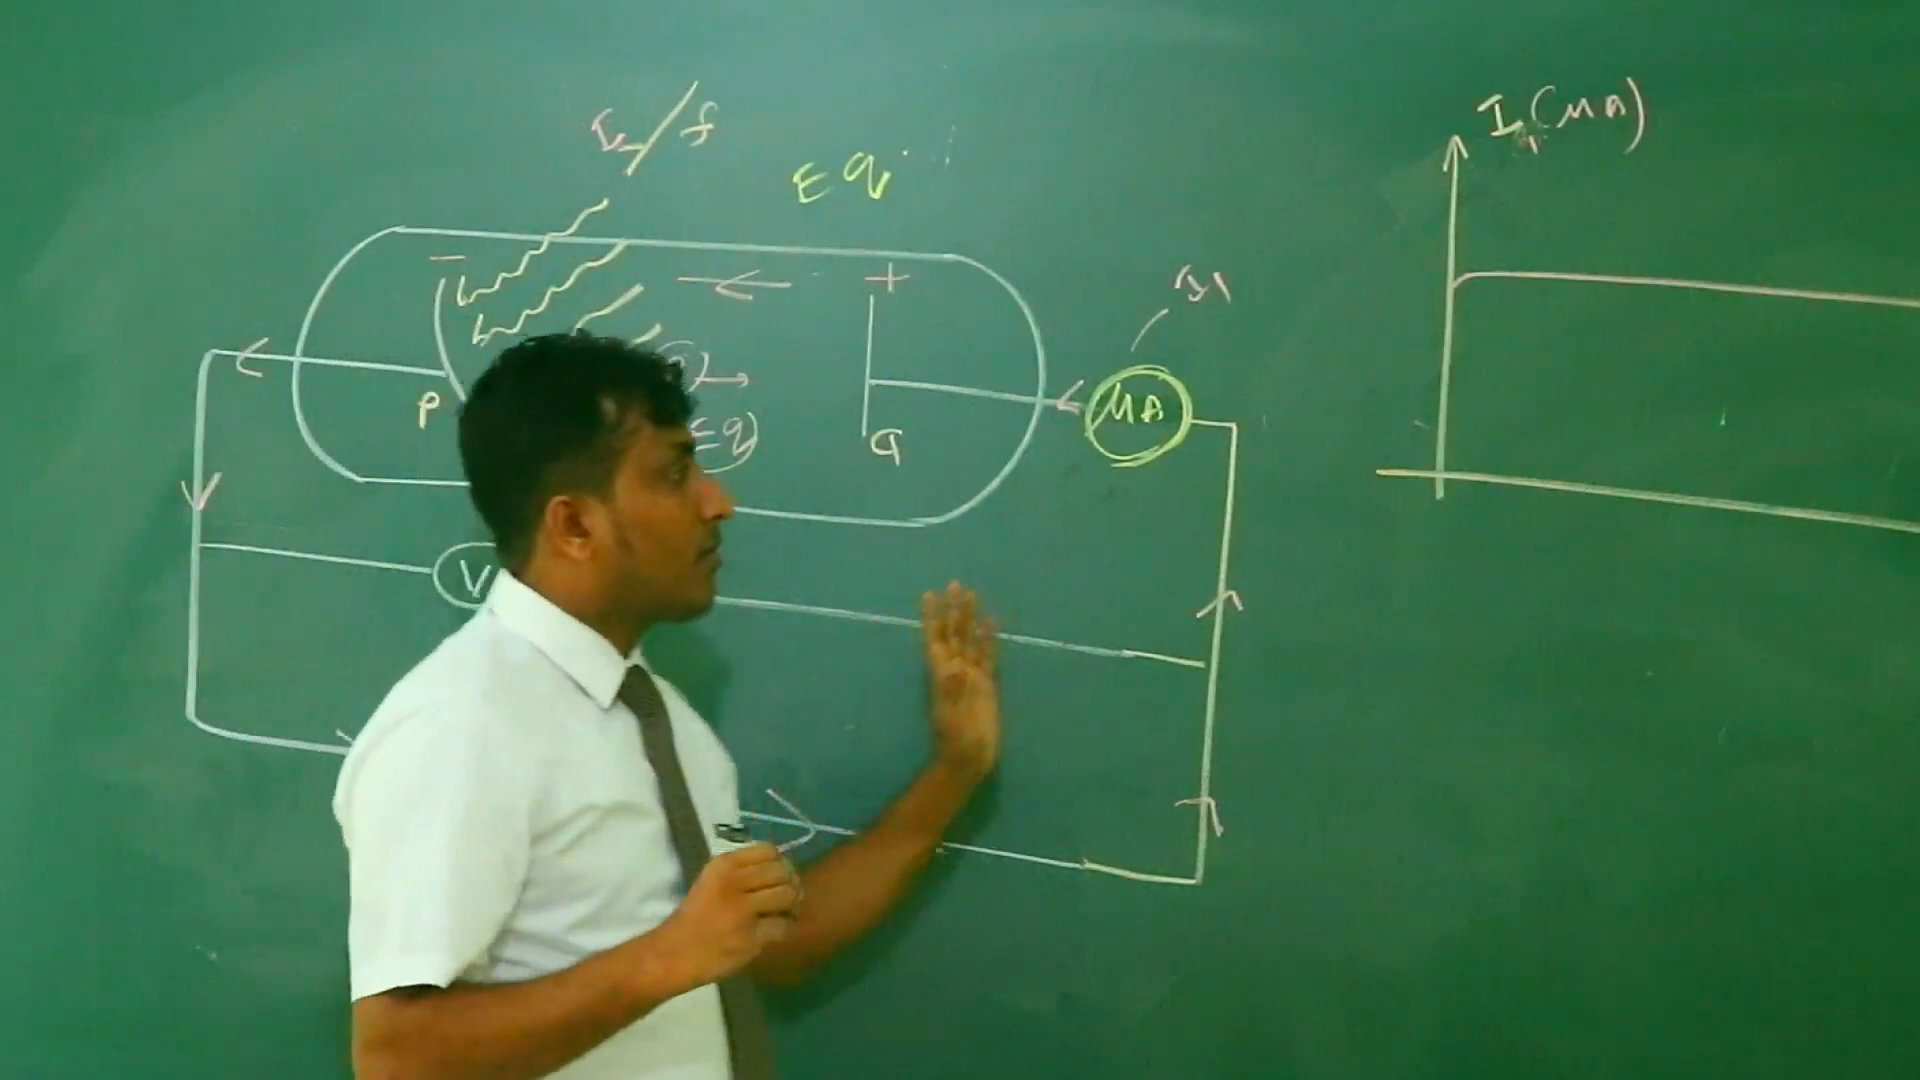 I / f
I (μA)
Eq
-
+
μA
P
Eq
Q
V